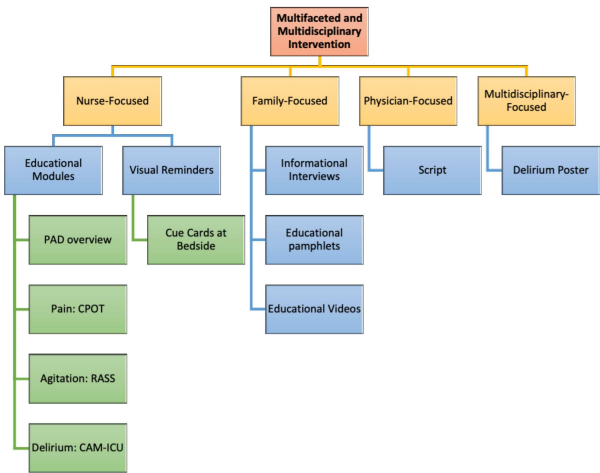 Multifaceted and
Multidisciplinary
Intervention
Nurse-Focused
Family-Focused
Physician-Focused
Multidisciplinary-
Focused
Educational
Modules
Visual Reminders
Informational
Interviews
Script
Delirium Poster
PAD overview
Cue Cards at
Bedside
Educational
pamphlets
Pain: CPOT
Educational Videos
Agitation: RASS
Delirium: CAM-ICU